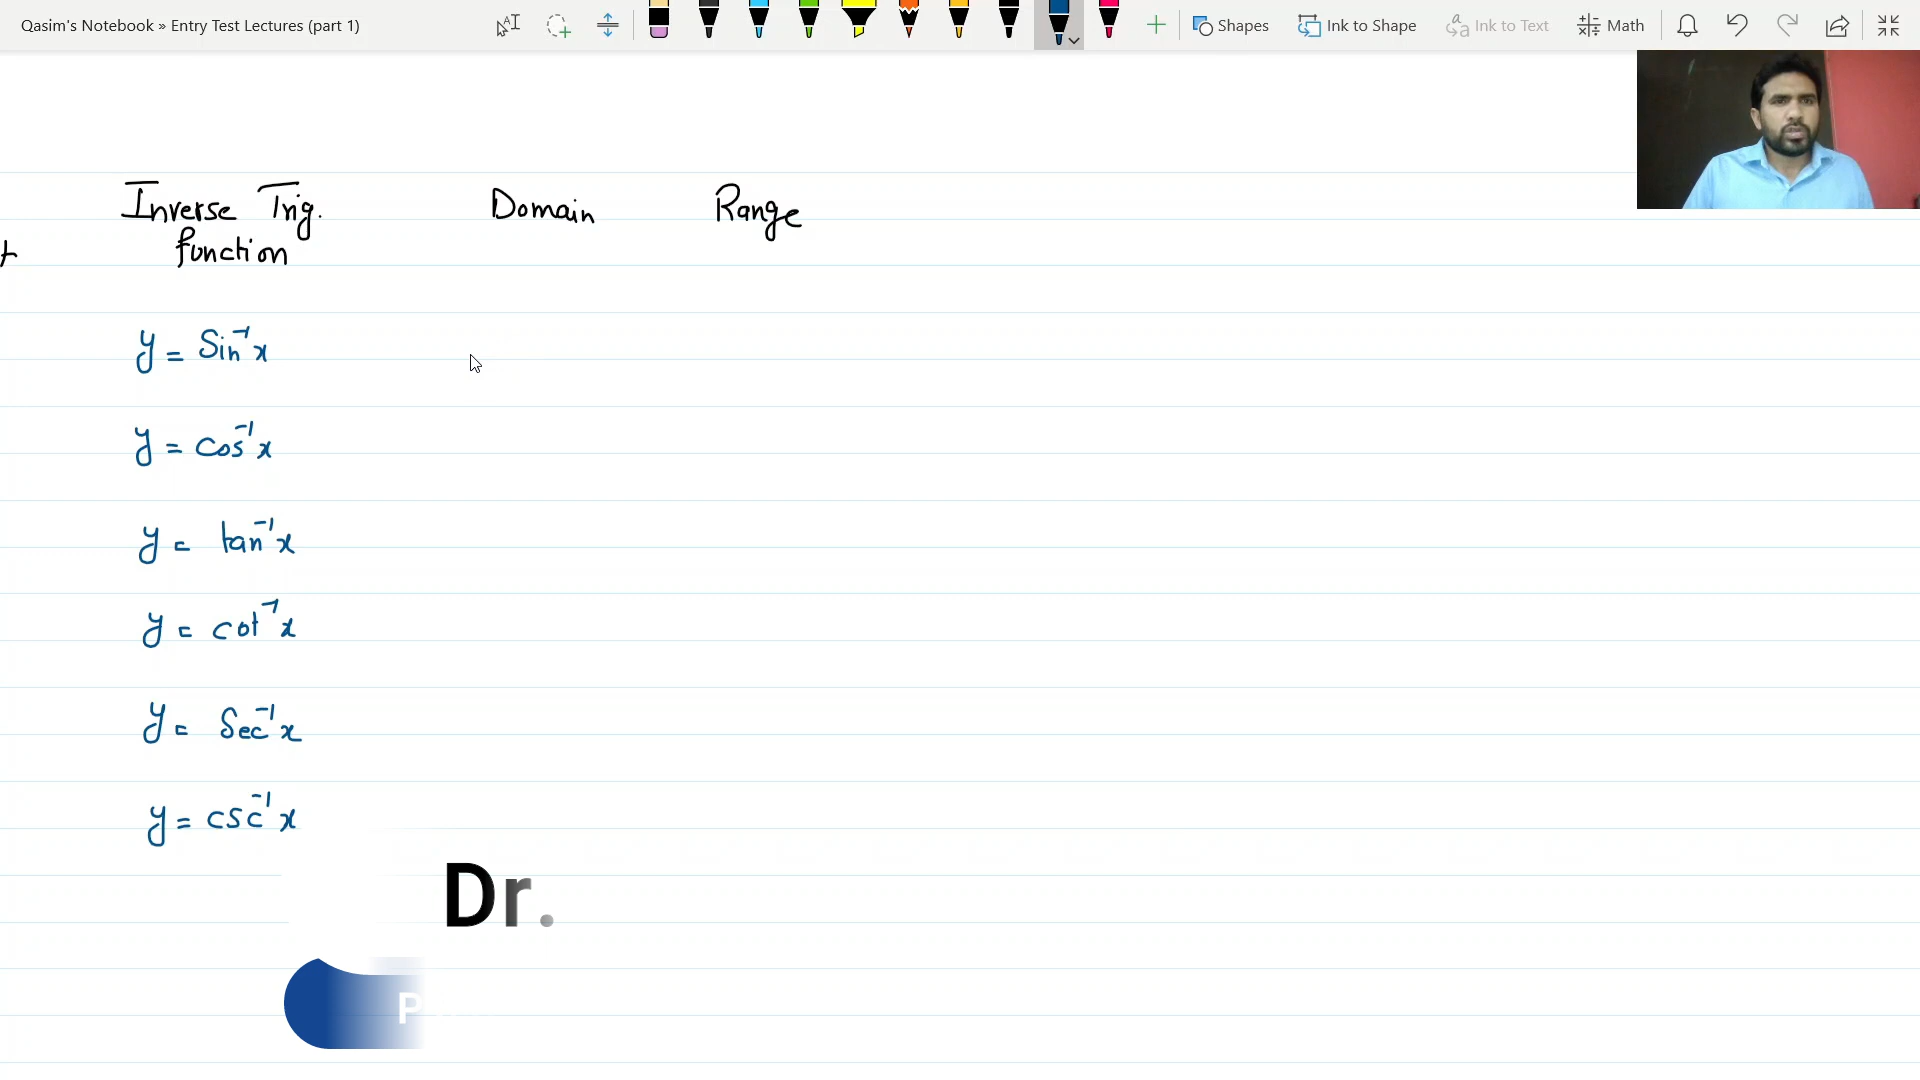 Qasim's Notebook » Entry Test Lectures (part 1)
Shapes
Ink to Shape
Ink to Text
Math
Inverse Trig. Domain Range
function
y = Sin⁻¹x
y = cos⁻¹x
y = tan⁻¹x
y = cot⁻¹x
y = Sec⁻¹x
y = csc⁻¹x
Dr.
P